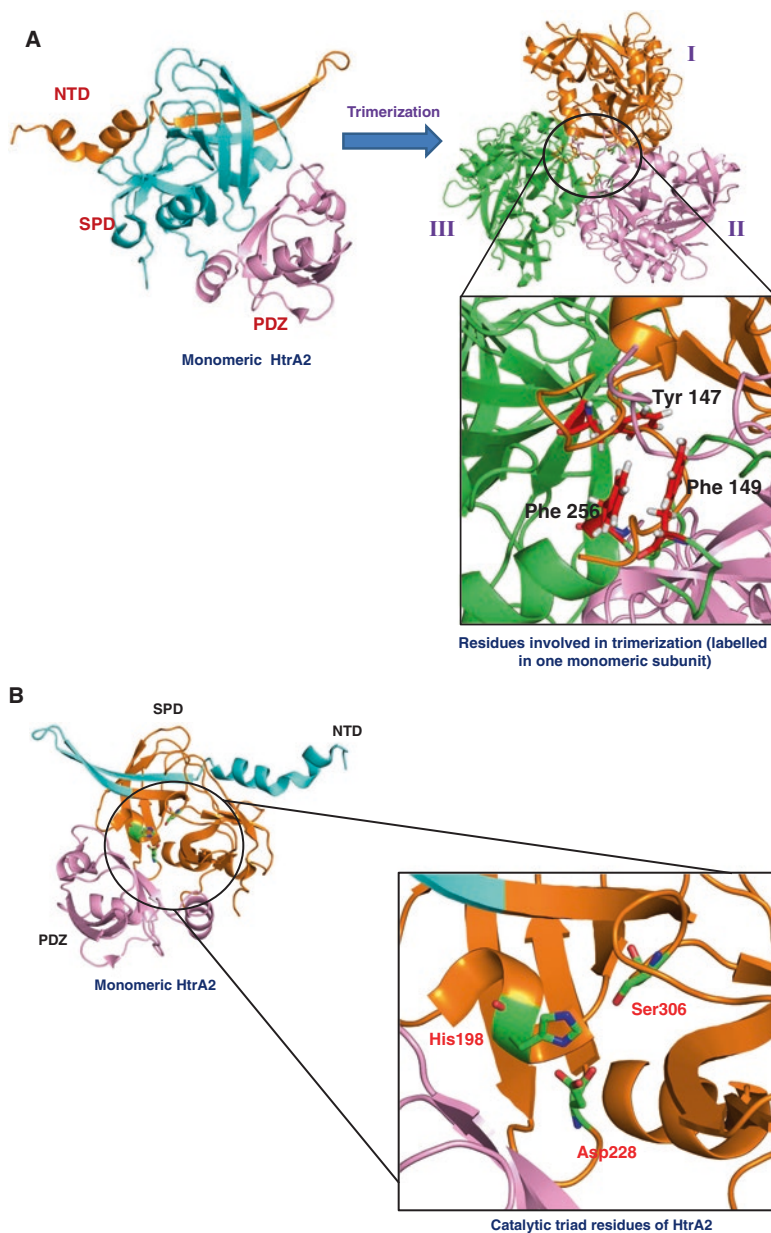 A
NTD
SPD
PDZ
Monomeric HtrA2
Trimerization
I
II
III
Tyr 147
Phe 149
Phe 256
Residues involved in trimerization (labelled
in one monomeric subunit)
B
SPD
NTD
PDZ
Monomeric HtrA2
Ser306
His198
Asp228
Catalytic triad residues of HtrA2